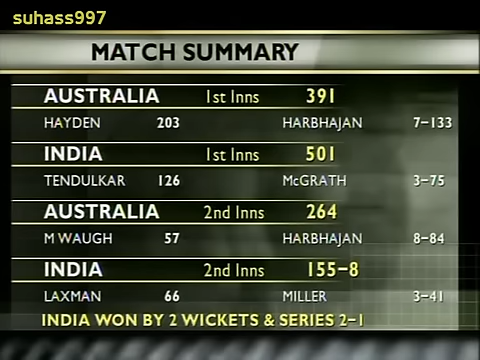 suhass997
MATCH SUMMARY
AUSTRALIA 1st Inns 391
HAYDEN 203 HARBHAJAN 7-133
INDIA 1st Inns 501
TENDULKAR 126 McGRATH 3-75
AUSTRALIA 2nd Inns 264
M WAUGH 57 HARBHAJAN 8-84
INDIA 2nd Inns 155-8
LAXMAN 66 MILLER 3-41
INDIA WON BY 2 WICKETS & SERIES 2-1